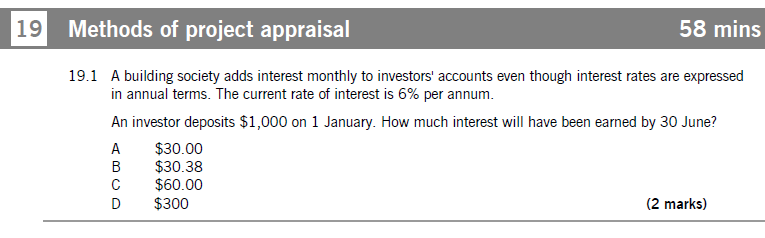 19 Methods of project appraisal 58 mins
19.1 A building society adds interest monthly to investors' accounts even though interest rates are expressed
in annual terms. The current rate of interest is 6% per annum.
An investor deposits $1,000 on 1 January. How much interest will have been earned by 30 June?
A $30.00
B $30.38
C $60.00
D $300 (2 marks)